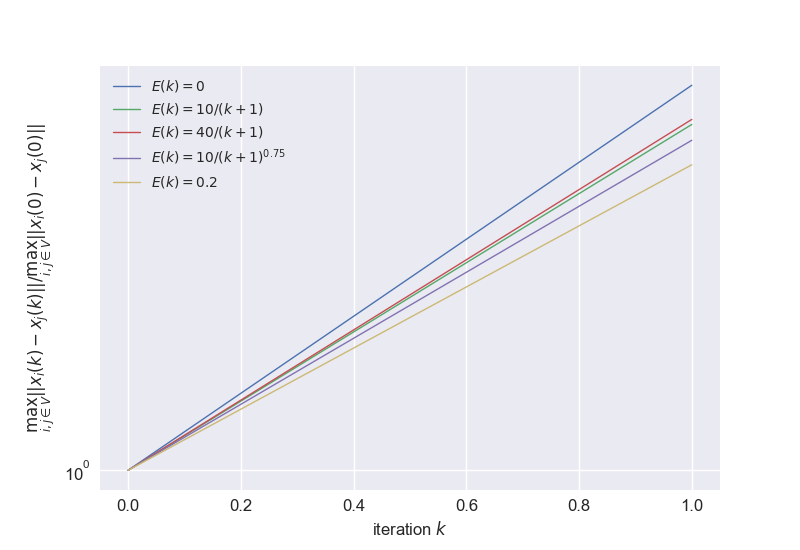 E(k) = 0
E(k) = 10/(k + 1)
E(k) = 40/(k + 1)
E(k) = 10/(k + 1)^0.75
E(k) = 0.2
max_{i,j∈V}||x_i(k) − x_j(k)||/max_{i,j∈V}||x_i(0) − x_j(0)||
10^0
0.0 0.2 0.4 0.6 0.8 1.0
iteration k